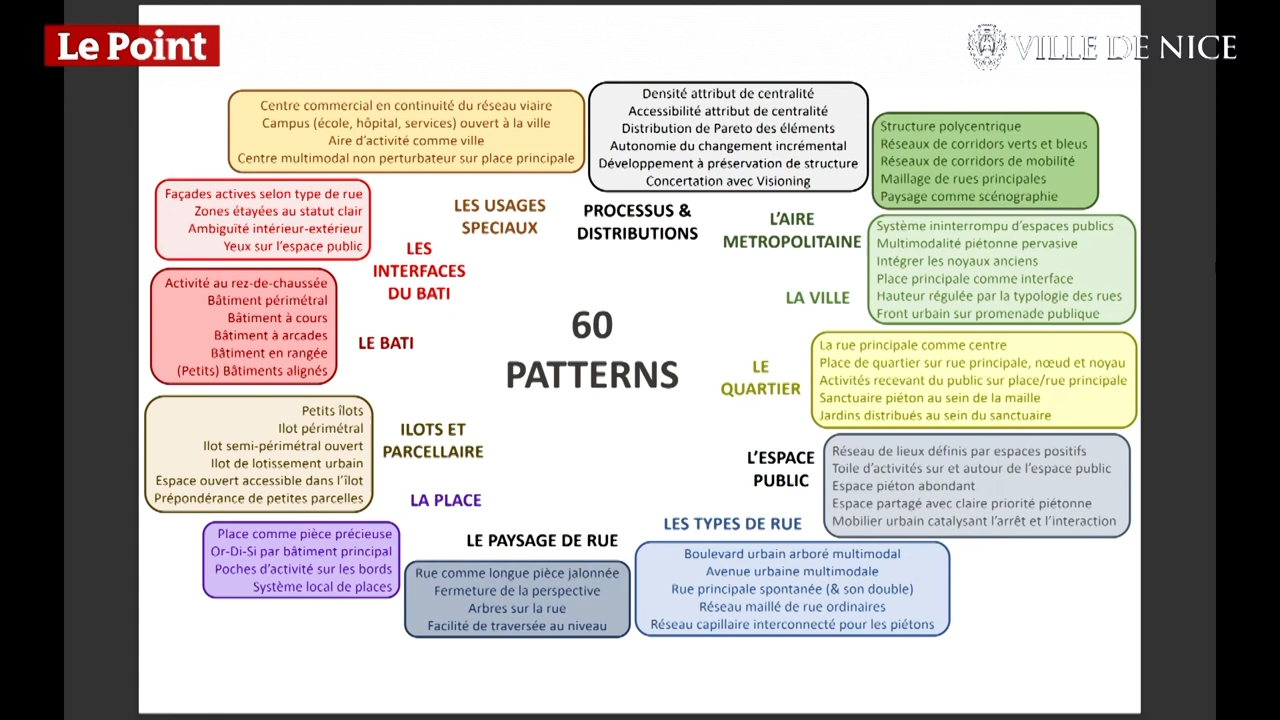 Le Point
VILLE DE NICE
Centre commercial en continuité du réseau viaire
Campus (école, hôpital, services) ouvert à la ville
Aire d'activité comme ville
Centre multimodal non perturbateur sur place principale
Densité attribut de centralité
Accessibilité attribut de centralité
Distribution de Pareto des éléments
Autonomie du changement incrémental
Développement à préservation de structure
Concertation avec Visioning
Structure polycentrique
Réseaux de corridors verts et bleus
Réseaux de corridors de mobilité
Maillage de rues principales
Paysage comme scénographie
Façades actives selon type de rue
Zones étayées au statut clair
Ambiguïté intérieur-extérieur
Yeux sur l'espace public
LES USAGES
SPECIAUX
PROCESSUS &
DISTRIBUTIONS
L'AIRE
METROPOLITAINE
Système ininterrompu d'espaces publics
Multimodalité piétonne pervasive
Intégrer les noyaux anciens
Place principale comme interface
Hauteur régulée par la typologie des rues
Front urbain sur promenade publique
LES
INTERFACES
DU BATI
LA VILLE
Activité au rez-de-chaussée
Bâtiment périmétral
Bâtiment à cours
Bâtiment à arcades
Bâtiment en rangée
(Petits) Bâtiments alignés
LE BATI
60
PATTERNS
LE
QUARTIER
La rue principale comme centre
Place de quartier sur rue principale, nœud et noyau
Activités recevant du public sur place/rue principale
Sanctuaire piéton au sein de la maille
Jardins distribués au sein du sanctuaire
Petits îlots
Ilot périmétral
Ilot semi-périmétral ouvert
Ilot de lotissement urbain
Espace ouvert accessible dans l'îlot
Prépondérance de petites parcelles
ILOTS ET
PARCELLAIRE
L'ESPACE
PUBLIC
Réseau de lieux définis par espaces positifs
Toile d'activités sur et autour de l'espace public
Espace piéton abondant
Espace partagé avec claire priorité piétonne
Mobilier urbain catalysant l'arrêt et l'interaction
LA PLACE
LES TYPES DE RUE
Place comme pièce précieuse
Or-Di-Si par bâtiment principal
Poches d'activité sur les bords
Système local de places
LE PAYSAGE DE RUE
Rue comme longue pièce jalonnée
Fermeture de la perspective
Arbres sur la rue
Facilité de traversée au niveau
Boulevard urbain arboré multimodal
Avenue urbaine multimodale
Rue principale spontanée (& son double)
Réseau maillé de rue ordinaires
Réseau capillaire interconnecté pour les piétons